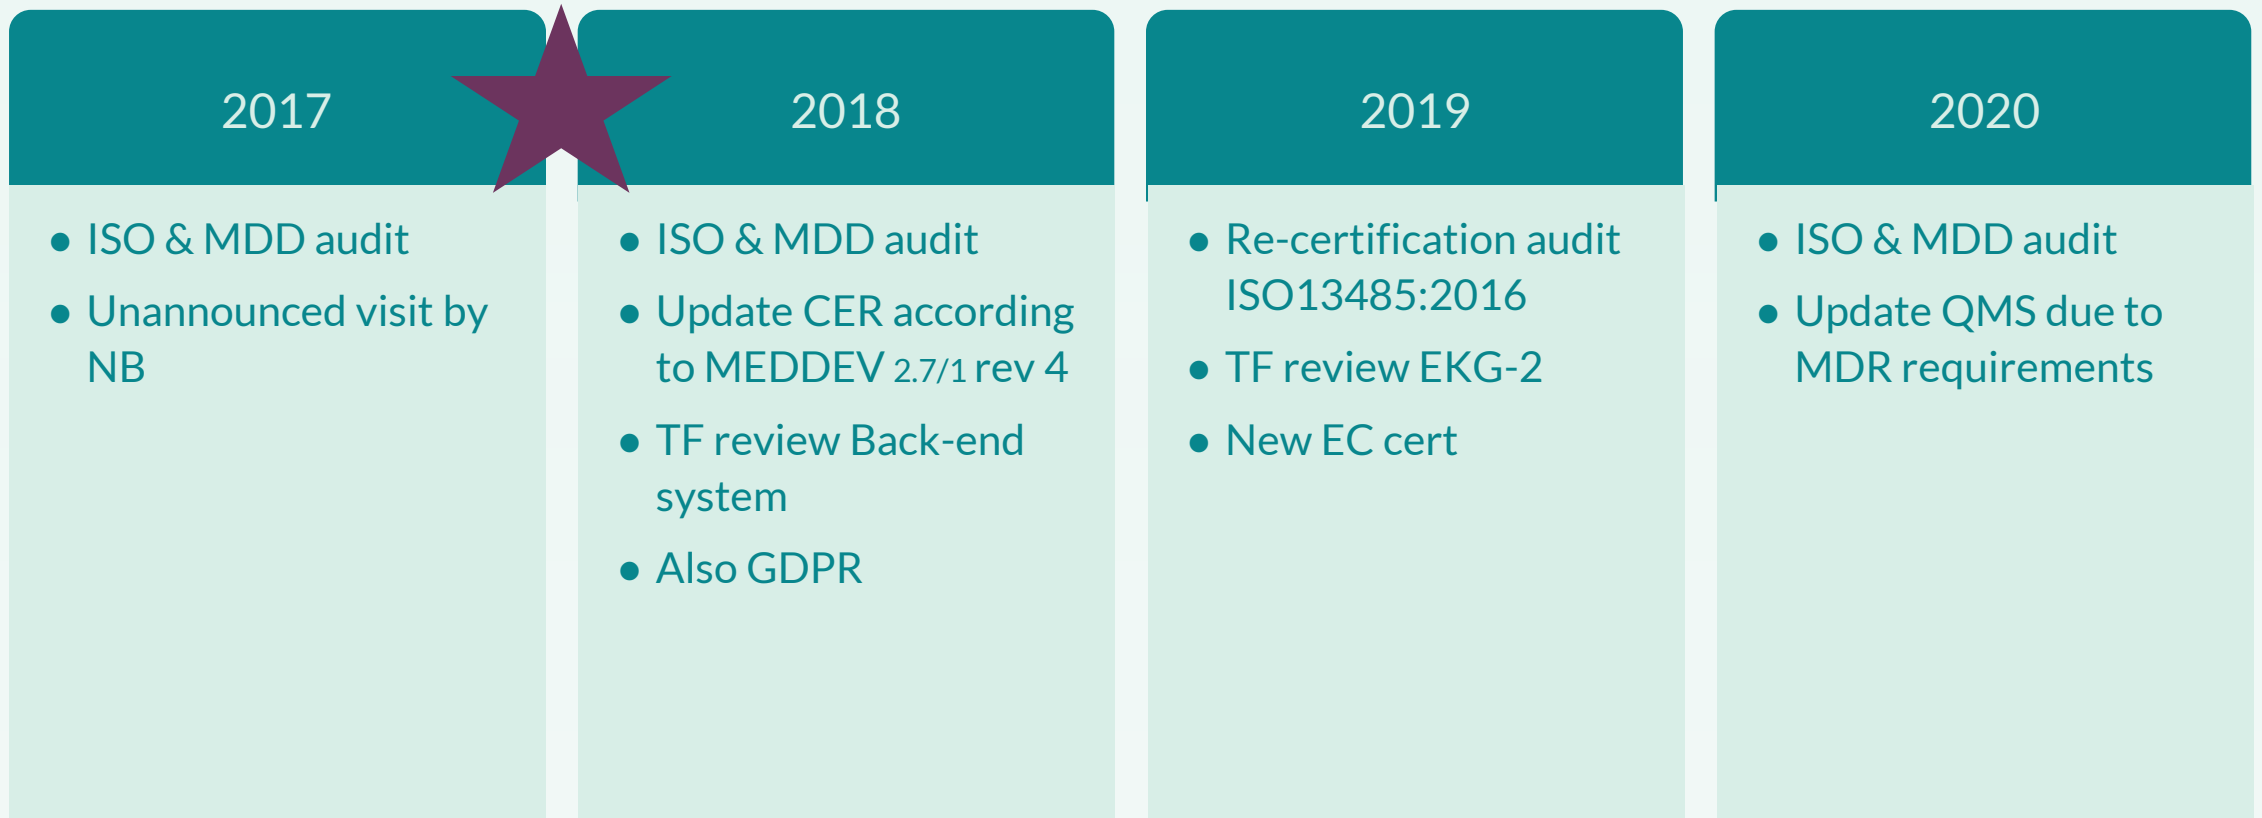 2017
● ISO & MDD audit
● Unannounced visit by
NB
2018
● ISO & MDD audit
● Update CER according
to MEDDEV 2.7/1 rev 4
● TF review Back-end
system
● Also GDPR
2019
● Re-certification audit
ISO13485:2016
● TF review EKG-2
● New EC cert
2020
● ISO & MDD audit
● Update QMS due to
MDR requirements